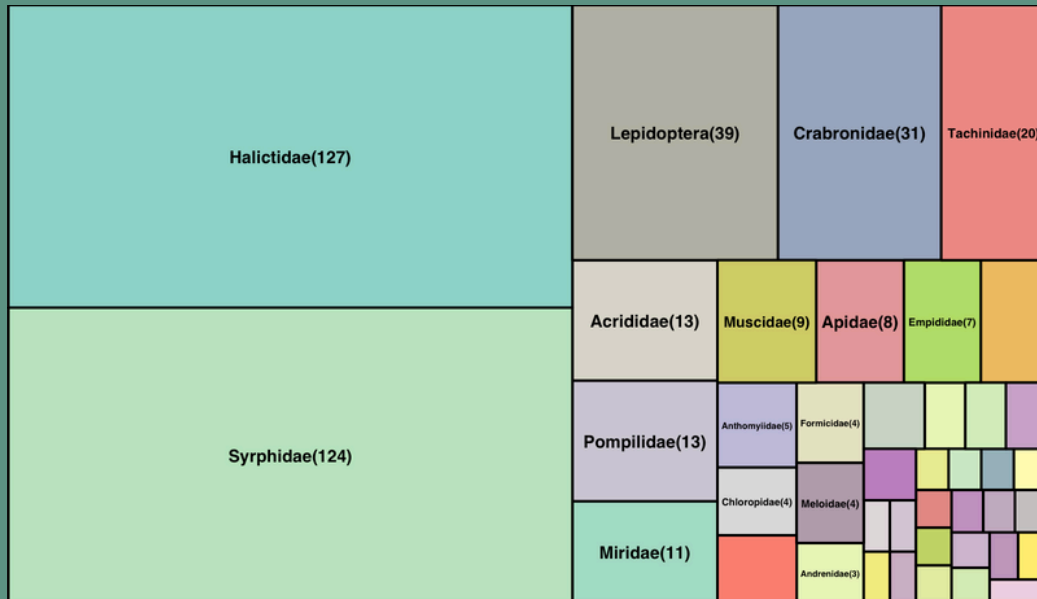 Halictidae(127)
Syrphidae(124)
Lepidoptera(39)
Crabronidae(31)
Tachinidae(20)
Acrididae(13)
Muscidae(9)
Apidae(8)
Empididae(7)
Pompilidae(13)
Anthomyiidae(5)
Formicidae(4)
Chloropidae(4)
Meloidae(4)
Miridae(11)
Andrenidae(3)